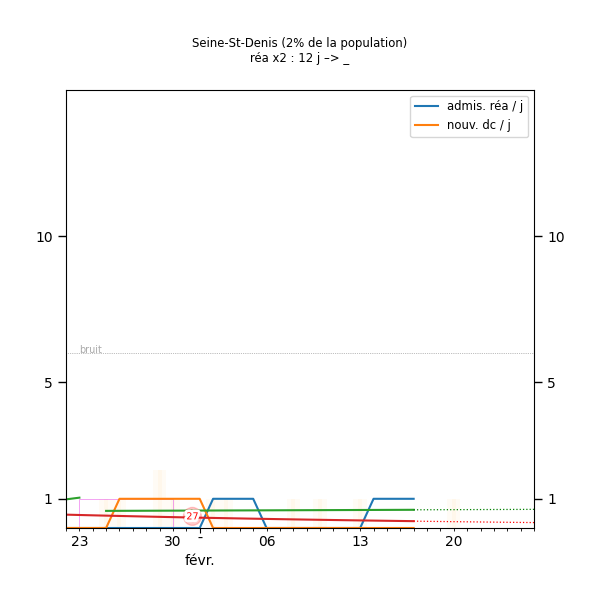 Seine-St-Denis (2% de la population)
réa x2 : 12 j –> _
admis. réa / j
nouv. dc / j
10 10
bruit
5 5
1 1
27
23 30 - 06 13 20
févr.